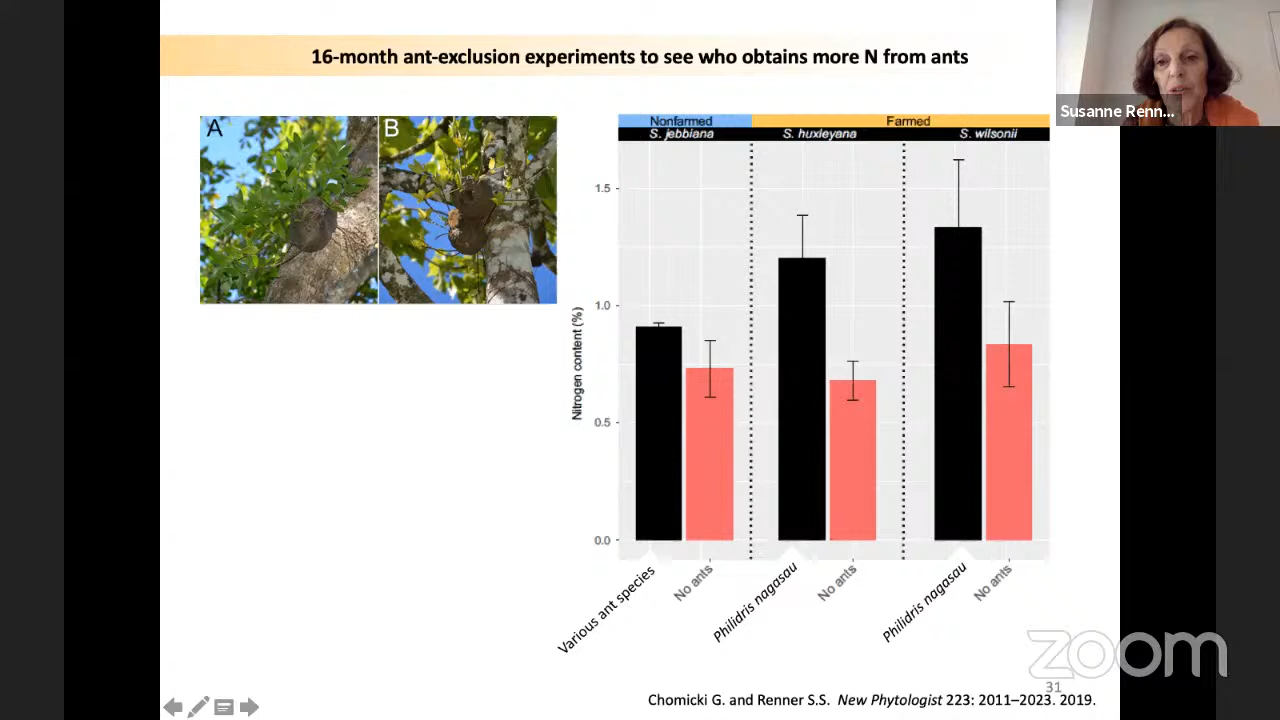 16-month ant-exclusion experiments to see who obtains more N from ants
Susanne Renn...
A
B
Nonfarmed
Farmed
S. jebbiana
S. huxleyana
S. wilsonii
Nitrogen content (%)
1.5
1.0
0.5
0.0
Various ant species
No ants
Philidris nagasau
No ants
Philidris nagasau
No ants
zoom
31
Chomicki G. and Renner S.S. New Phytologist 223: 2011–2023. 2019.